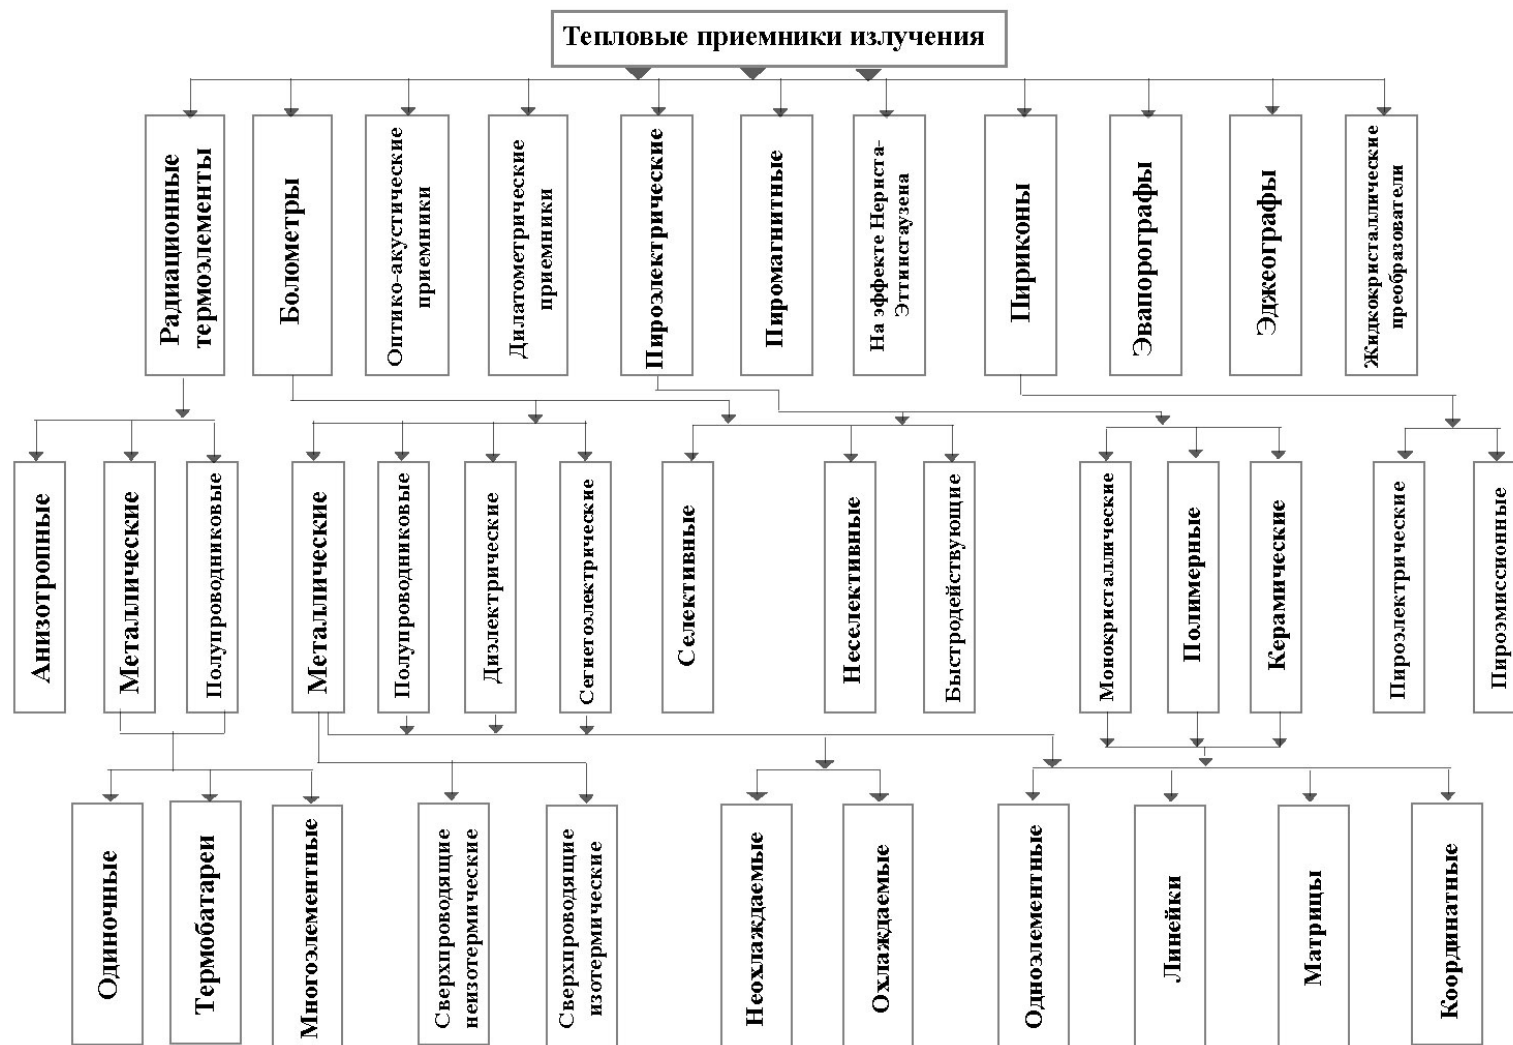 Тепловые приемники излучения
Радиационные
термоэлементы
Болометры
Оптико-акустические
приемники
Дилатометрические
приемники
Пироэлектрические
Пиромагнитные
На эффекте Нернста-
Эттингаузена
Пириконы
Эвапорографы
Эджеографы
Жидкокристаллические
преобразователи
Анизотропные
Металлические
Полупроводниковые
Металлические
Полупроводниковые
Диэлектрические
Сегнетоэлектрические
Селективные
Неселективные
Быстродействующие
Монокристаллические
Полимерные
Керамические
Пироэлектрические
Пироэмиссионные
Одиночные
Термобатареи
Многоэлементные
Сверхпроводящие
неизотермические
Сверхпроводящие
изотермические
Неохлаждаемые
Охлаждаемые
Одноэлементные
Линейки
Матрицы
Координатные